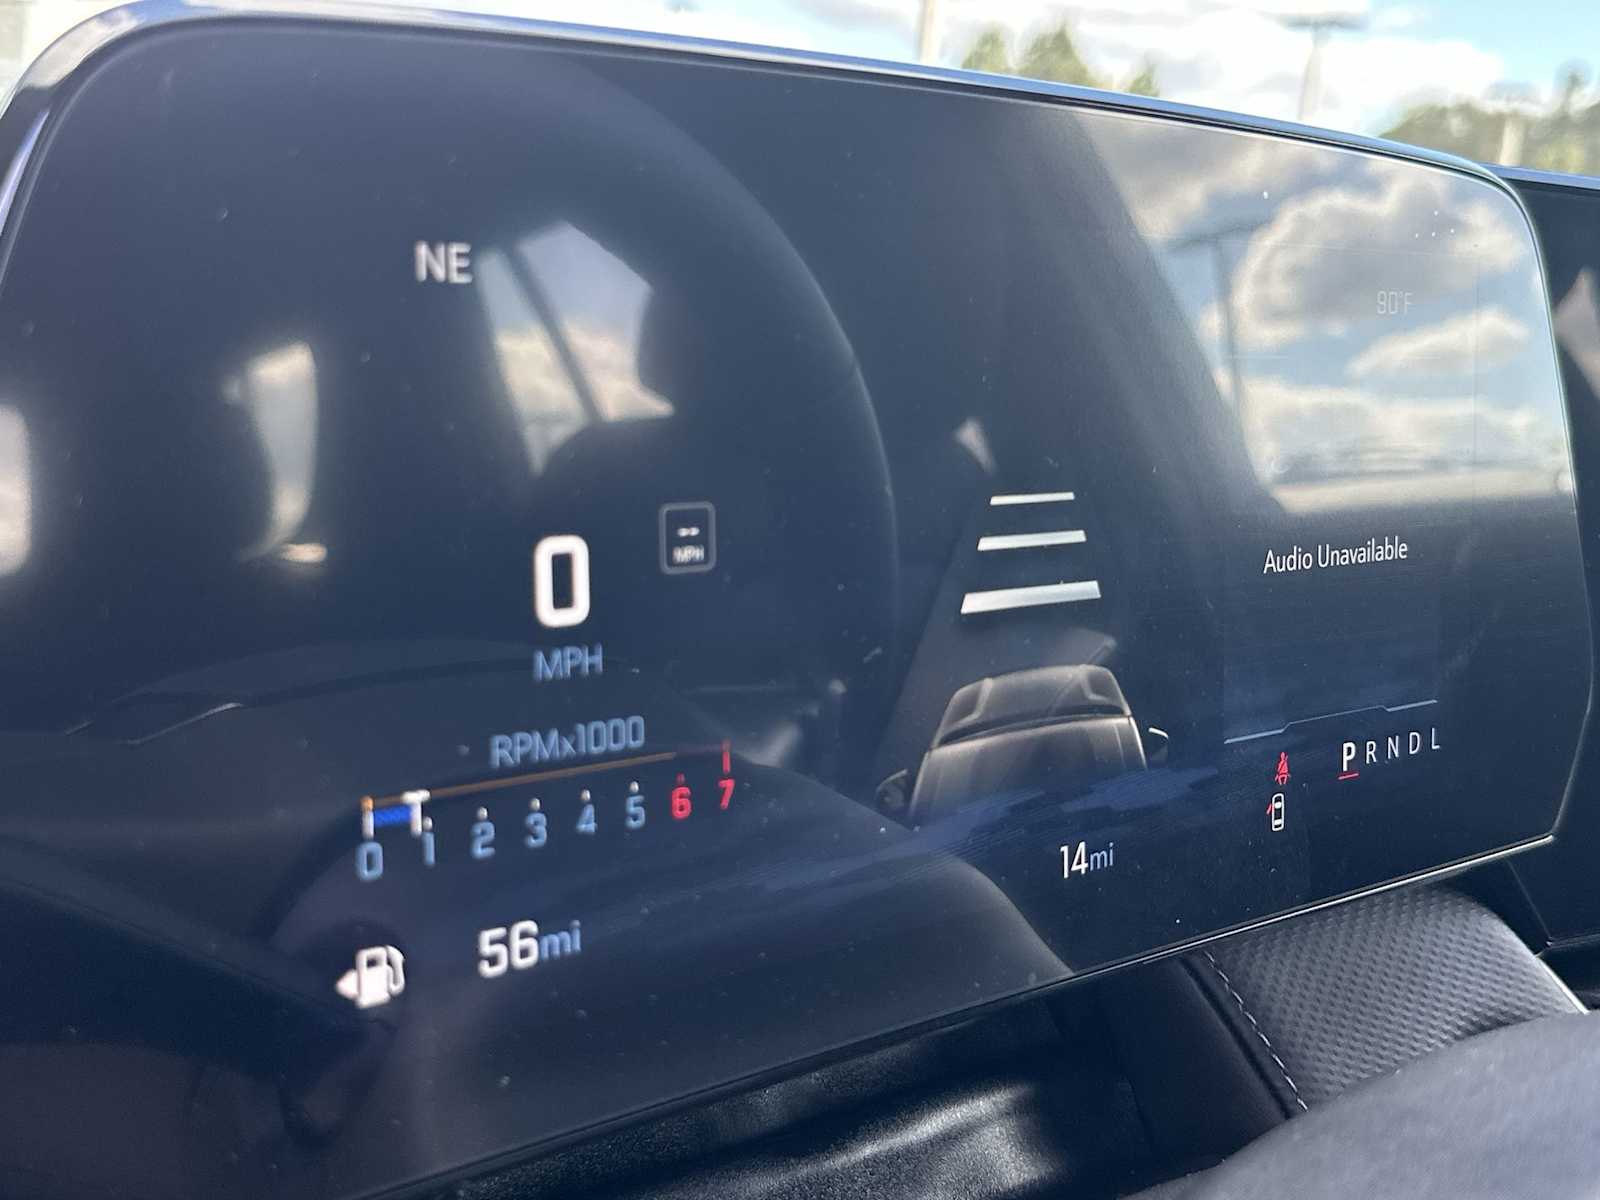 NE
90°F
--
MPH
0
MPH
Audio Unavailable
RPMx1000
0 1 2 3 4 5 6 7
P R N D L
14mi
56mi